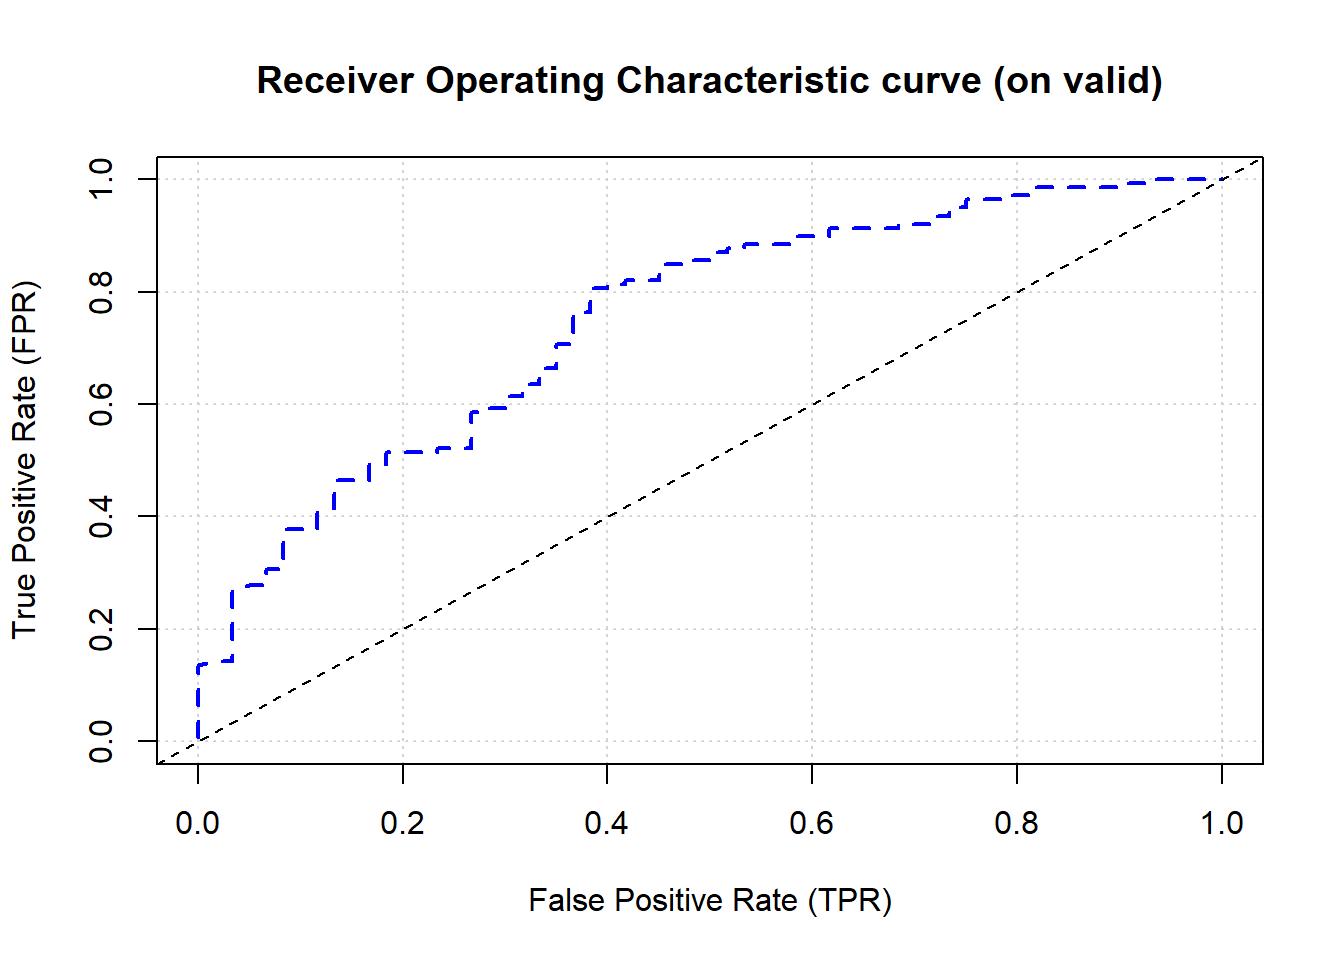 Receiver Operating Characteristic curve (on valid)
True Positive Rate (FPR)
1.0
0.8
0.6
0.4
0.2
0.0
0.0 0.2 0.4 0.6 0.8 1.0
False Positive Rate (TPR)